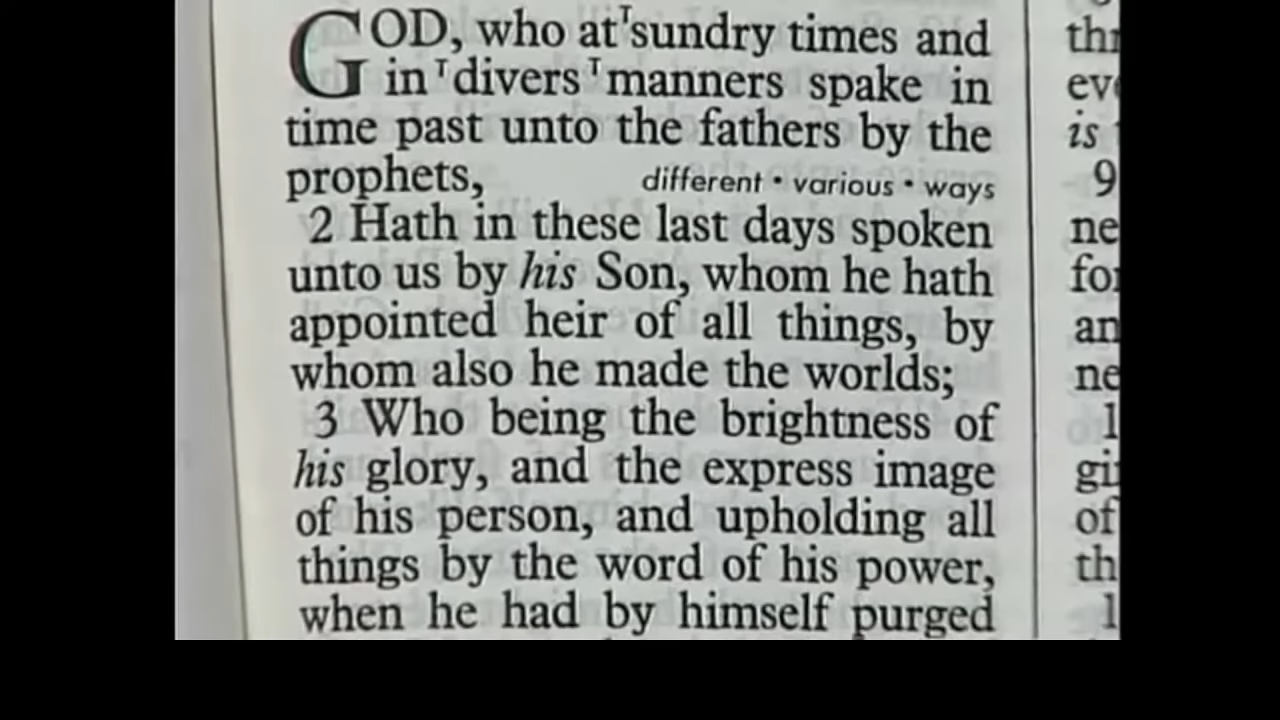 GOD, who at ᵀsundry times and
in ᵀdivers ᵀmanners spake in
time past unto the fathers by the
prophets, different • various • ways
2 Hath in these last days spoken
unto us by his Son, whom he hath
appointed heir of all things, by
whom also he made the worlds;
3 Who being the brightness of
his glory, and the express image
of his person, and upholding all
things by the word of his power,
when he had by himself purged
is
9
of
1